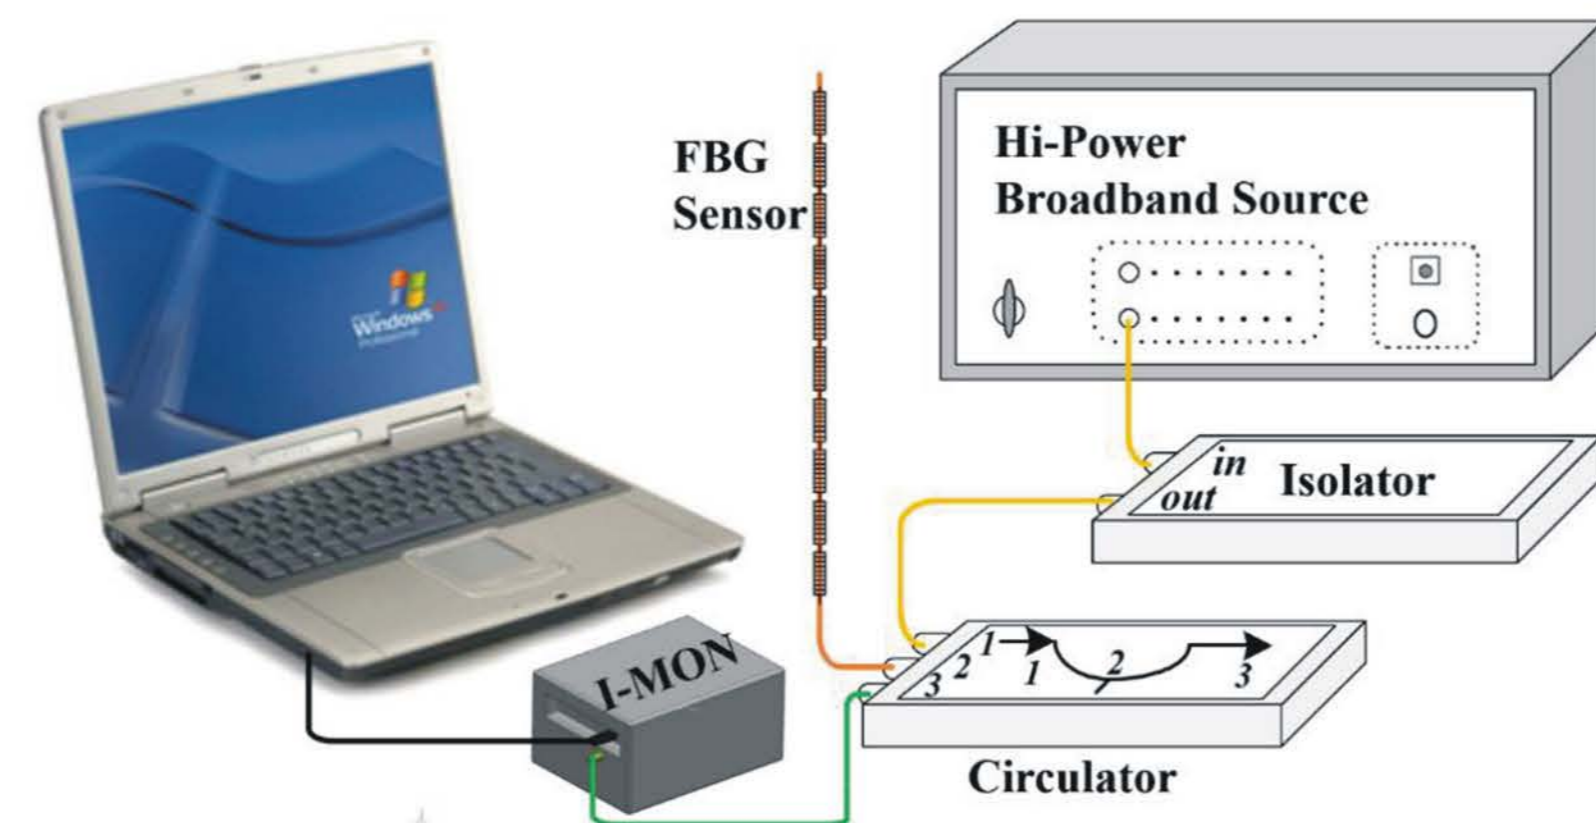 FBG
Sensor
Hi-Power
Broadband Source
in
out
Isolator
Windows
I-MON
1
2
3
1
2
3
Circulator